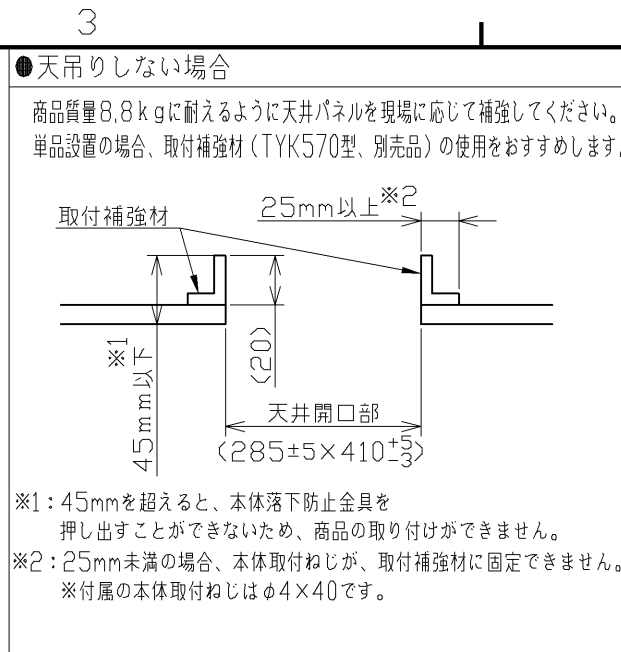 3
●天吊りしない場合
商品質量8.8kgに耐えるように天井パネルを現場に応じて補強してください。
単品設置の場合、取付補強材(TYK570型、別売品)の使用をおすすめします。
取付補強材
25mm以上※2
※1
45mm以下
(20)
天井開口部
(285±5×410+5-3)
※1:45mmを超えると、本体落下防止金具を
押し出すことができないため、商品の取り付けができません。
※2:25mm未満の場合、本体取付ねじが、取付補強材に固定できません。
※付属の本体取付ねじはφ4×40です。